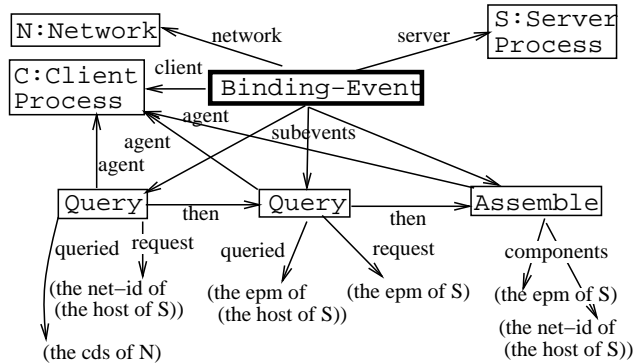 N:Network
network
server
S:Server
Process
C:Client
Process
client
Binding-Event
agent
agent
subevents
agent
Query
then
Query
then
Assemble
queried
request
queried
request
components
(the net-id of
(the host of S))
(the epm of
(the host of S))
(the epm of S)
(the epm of S)
(the net-id of
(the host of S))
(the cds of N)